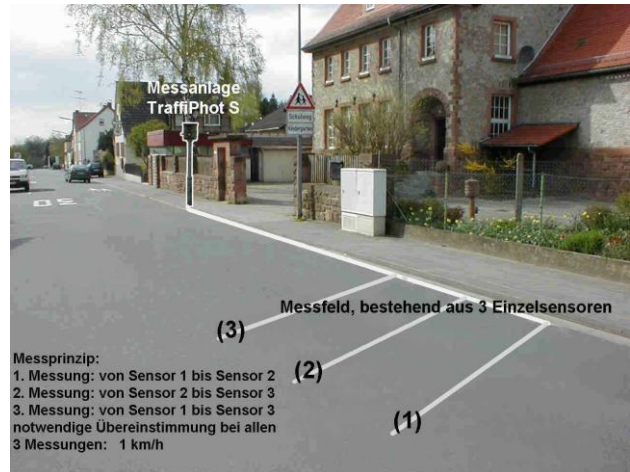 Messanlage
TraffiPhot S
Schulweg
Kindergarten
Messfeld, bestehend aus 3 Einzelsensoren
(3)
(2)
(1)
Messprinzip:
1. Messung: von Sensor 1 bis Sensor 2
2. Messung: von Sensor 2 bis Sensor 3
3. Messung: von Sensor 1 bis Sensor 3
notwendige Übereinstimmung bei allen
3 Messungen: 1 km/h